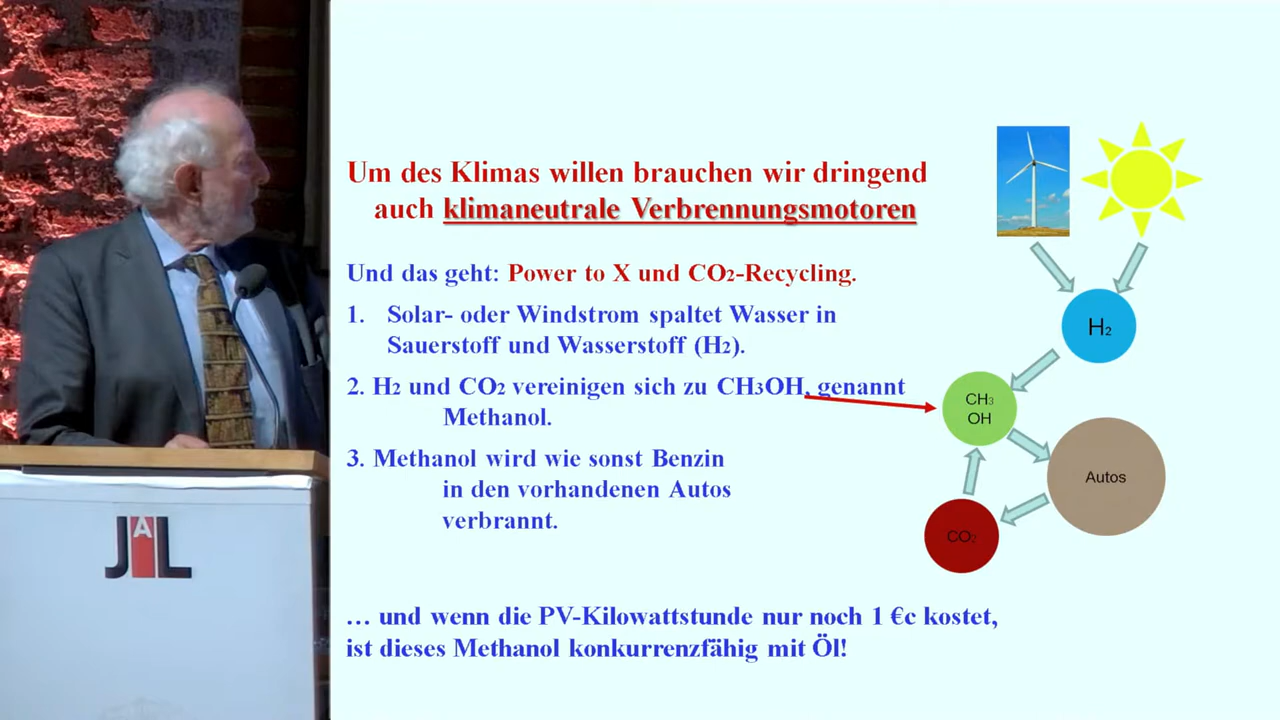 Um des Klimas willen brauchen wir dringend
auch klimaneutrale Verbrennungsmotoren
Und das geht: Power to X und CO2-Recycling.
1. Solar- oder Windstrom spaltet Wasser in
Sauerstoff und Wasserstoff (H2).
2. H2 und CO2 vereinigen sich zu CH3OH, genannt
Methanol.
3. Methanol wird wie sonst Benzin
in den vorhandenen Autos
verbrannt.
… und wenn die PV-Kilowattstunde nur noch 1 €c kostet,
ist dieses Methanol konkurrenzfähig mit Öl!
H2
CH3
OH
Autos
CO2
JAL